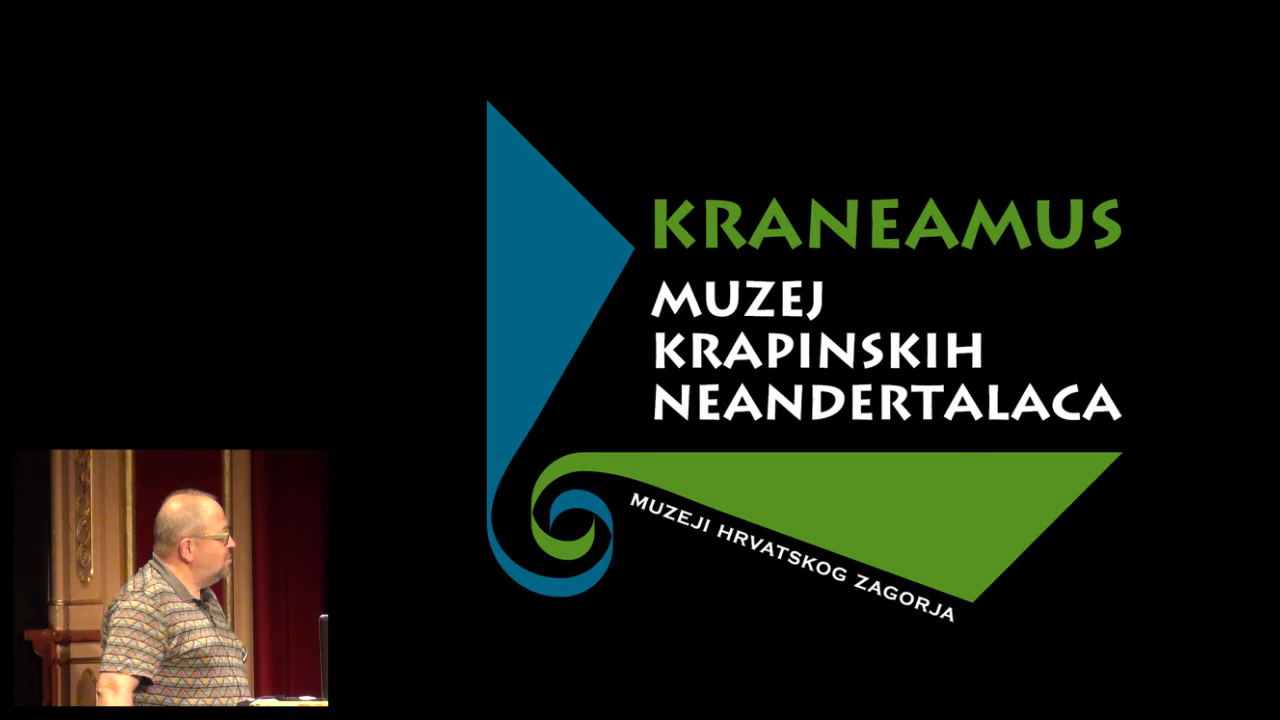 KRANEAMUS
MUZEJ
KRAPINSKIH
NEANDERTALACA
MUZEJI HRVATSKOG ZAGORJA